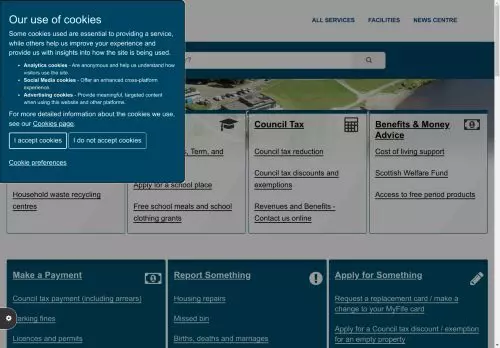 Our use of cookies
Some cookies used are essential to providing a service,
while others help us improve your experience and
provide us with insights into how the site is being used.
Analytics cookies - Are anonymous and help us understand how
visitors use the site.
Social Media cookies - Offer an enhanced cross-platform
experience.
Advertising cookies - Provide meaningful, targeted content
when using this website and other platforms.
For more detailed information about the cookies we use,
see our Cookies page.
I accept cookies
I do not accept cookies
Cookie preferences
ALL SERVICES
FACILITIES
NEWS CENTRE
Household waste recycling
centres
Term, and
Apply for a school place
Free school meals and school
clothing grants
Council Tax
Council tax reduction
Council tax discounts and
exemptions
Revenues and Benefits -
Contact us online
Benefits & Money
Advice
Cost of living support
Scottish Welfare Fund
Access to free period products
Make a Payment
Council tax payment (including arrears)
Parking fines
Licences and permits
Report Something
Housing repairs
Missed bin
Births, deaths and marriages
Apply for Something
Request a replacement card / make a
change to your MyFife card
Apply for a Council tax discount / exemption
for an empty property